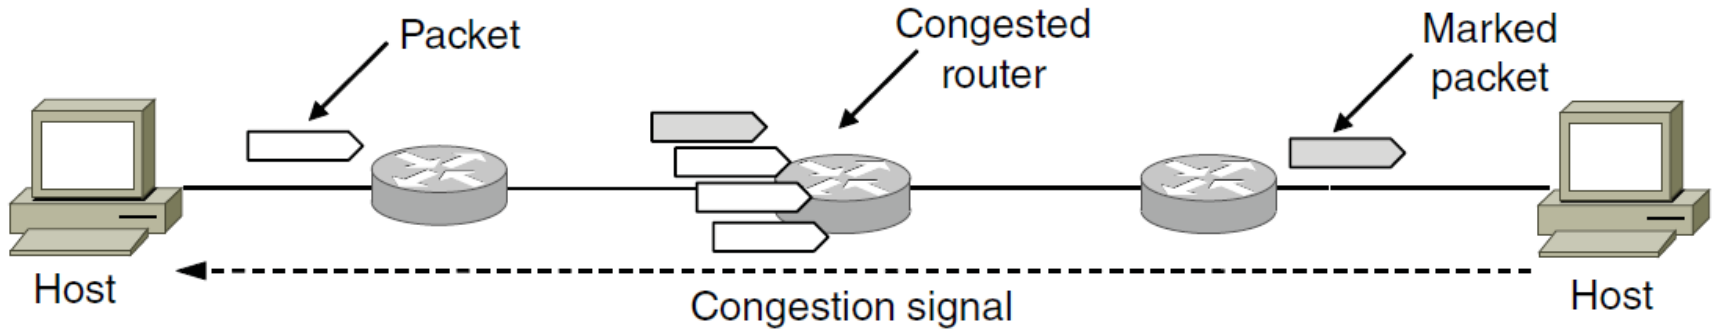 Packet
Congested
router
Marked
packet
Host
Congestion signal
Host